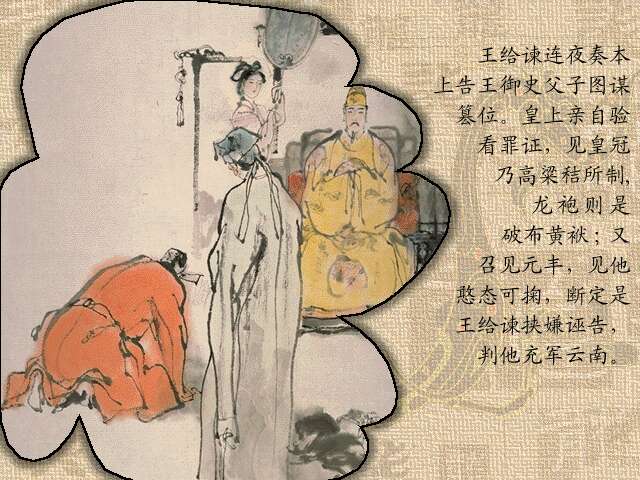 王给谏连夜奏本
上告王御史父子图谋
篡位。皇上亲自验
看罪证，见皇冠
乃高粱秸所制，
龙袍则是
破布黄袱；又
召见元丰，见他
憨态可掬，断定是
王给谏挟嫌诬告，
判他充军云南。